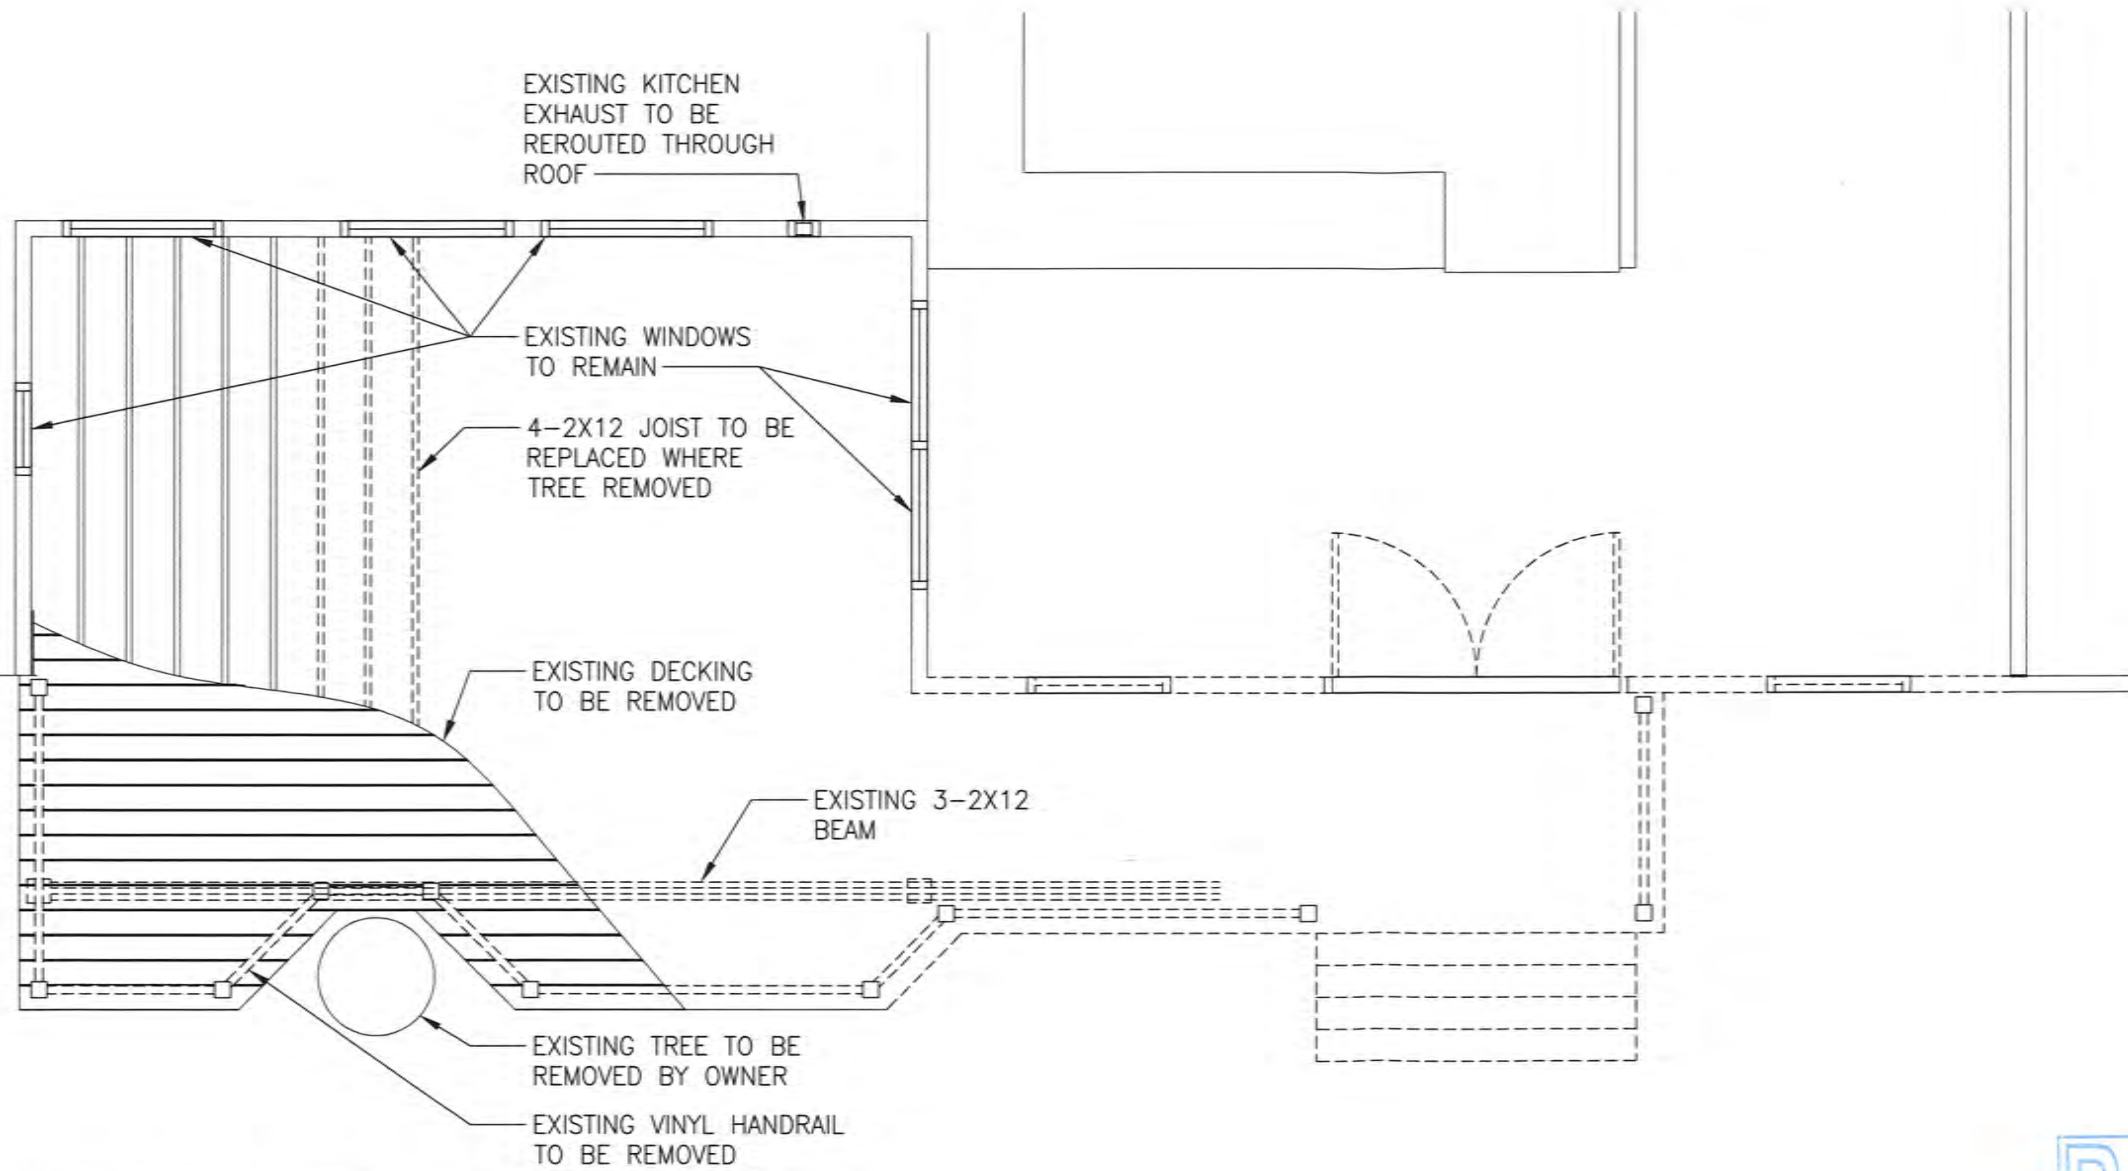 EXISTING KITCHEN
EXHAUST TO BE
REROUTED THROUGH
ROOF
EXISTING WINDOWS
TO REMAIN
4-2X12 JOIST TO BE
REPLACED WHERE
TREE REMOVED
EXISTING DECKING
TO BE REMOVED
EXISTING 3-2X12
BEAM
EXISTING TREE TO BE
REMOVED BY OWNER
EXISTING VINYL HANDRAIL
TO BE REMOVED